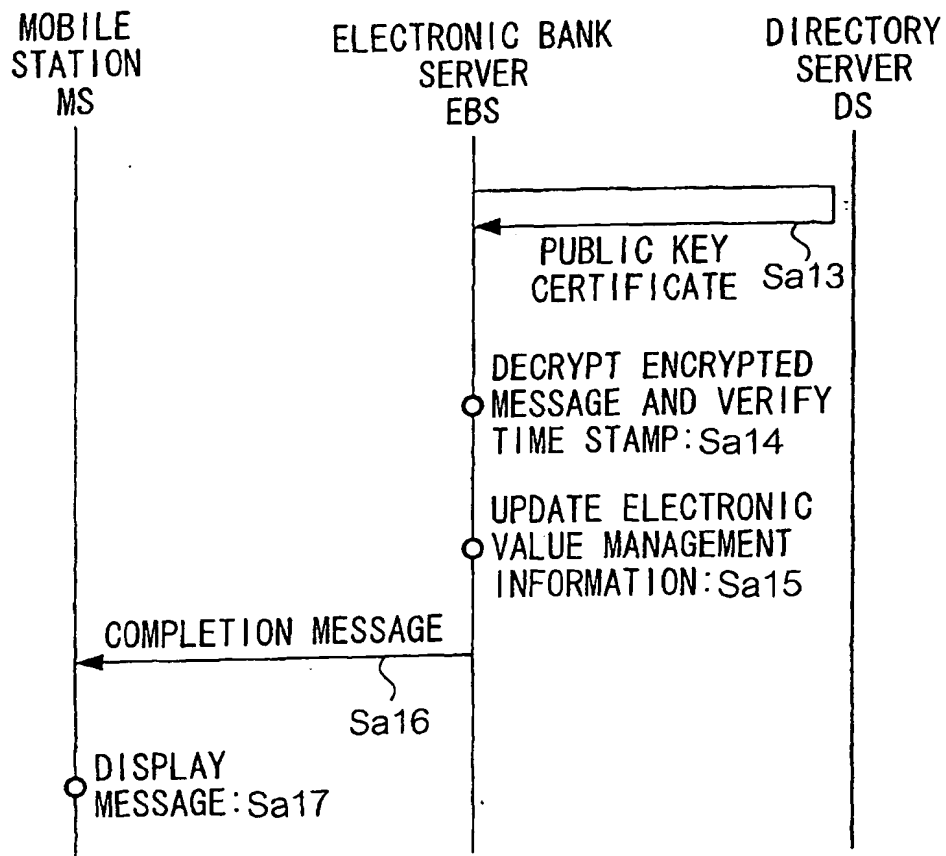 MOBILE
STATION
MS
ELECTRONIC BANK
SERVER
EBS
DIRECTORY
SERVER
DS
PUBLIC KEY
CERTIFICATE
Sa13
DECRYPT ENCRYPTED
MESSAGE AND VERIFY
TIME STAMP:Sa14
UPDATE ELECTRONIC
VALUE MANAGEMENT
INFORMATION:Sa15
COMPLETION MESSAGE
Sa16
DISPLAY
MESSAGE:Sa17